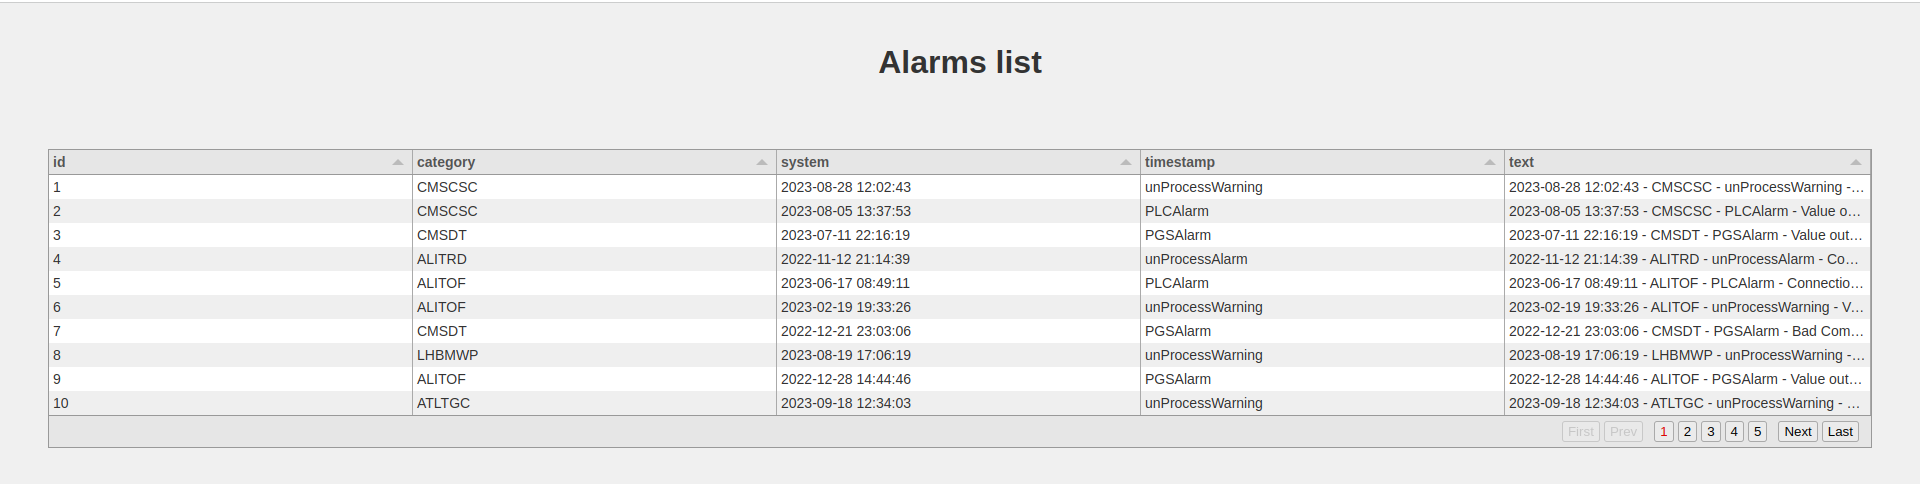 Alarms list
id category system timestamp text
1 CMSCSC 2023-08-28 12:02:43 unProcessWarning 2023-08-28 12:02:43 - CMSCSC - unProcessWarning -...
2 CMSCSC 2023-08-05 13:37:53 PLCAlarm 2023-08-05 13:37:53 - CMSCSC - PLCAlarm - Value o...
3 CMSDT 2023-07-11 22:16:19 PGSAlarm 2023-07-11 22:16:19 - CMSDT - PGSAlarm - Value out...
4 ALITRD 2022-11-12 21:14:39 unProcessAlarm 2022-11-12 21:14:39 - ALITRD - unProcessAlarm - Co...
5 ALITOF 2023-06-17 08:49:11 PLCAlarm 2023-06-17 08:49:11 - ALITOF - PLCAlarm - Connectio...
6 ALITOF 2023-02-19 19:33:26 unProcessWarning 2023-02-19 19:33:26 - ALITOF - unProcessWarning - V...
7 CMSDT 2022-12-21 23:03:06 PGSAlarm 2022-12-21 23:03:06 - CMSDT - PGSAlarm - Bad Com...
8 LHBMWP 2023-08-19 17:06:19 unProcessWarning 2023-08-19 17:06:19 - LHBMWP - unProcessWarning -...
9 ALITOF 2022-12-28 14:44:46 PGSAlarm 2022-12-28 14:44:46 - ALITOF - PGSAlarm - Value out...
10 ATLTGC 2023-09-18 12:34:03 unProcessWarning 2023-09-18 12:34:03 - ATLTGC - unProcessWarning - ...
First Prev 1 2 3 4 5 Next Last